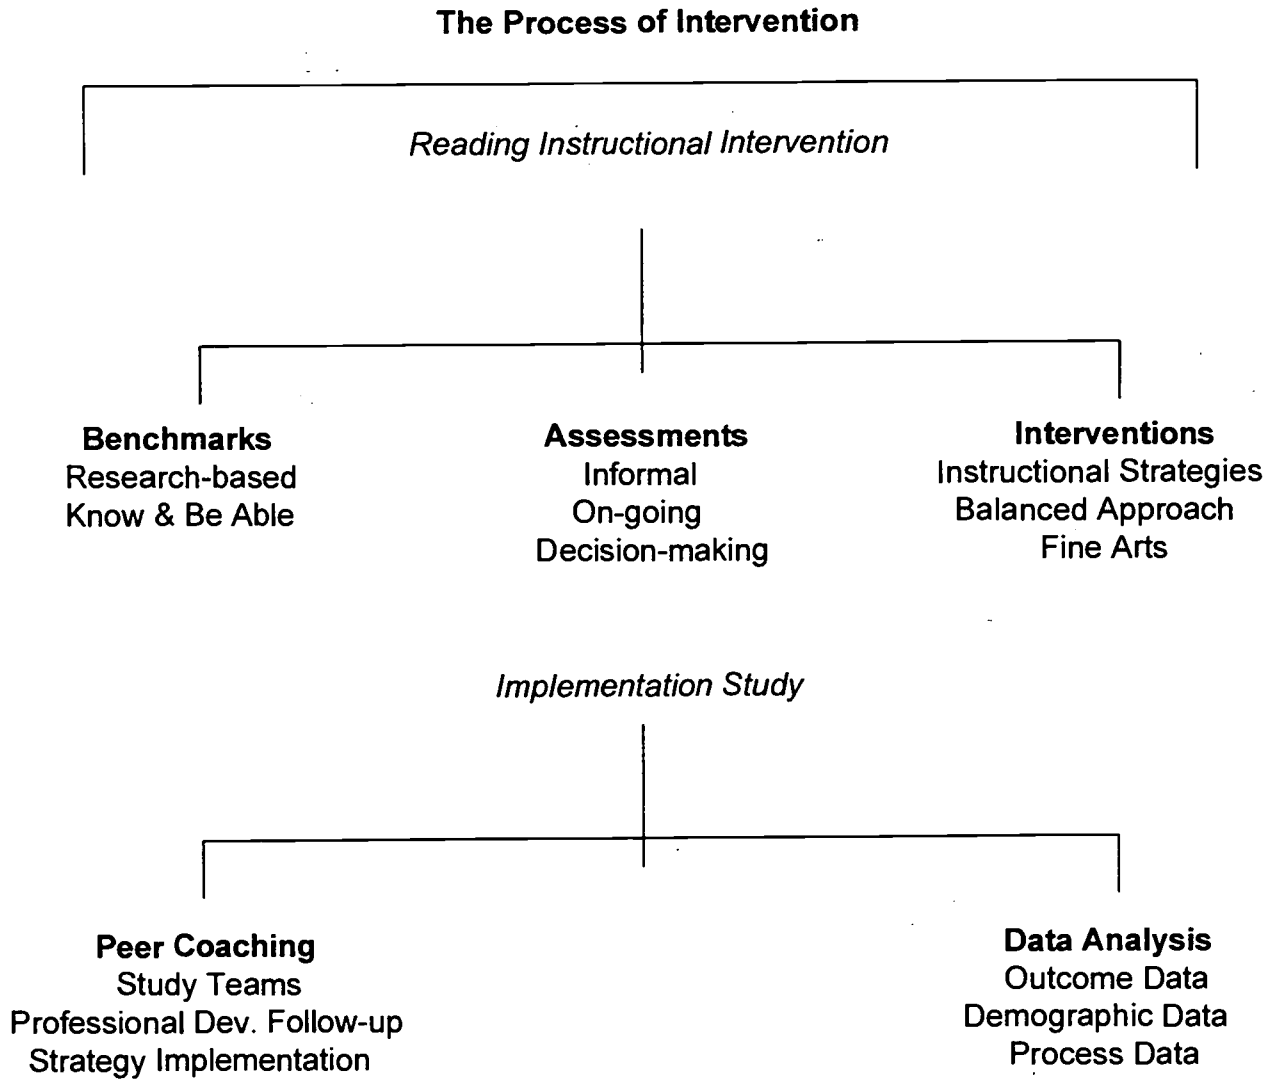 The Process of Intervention
Reading Instructional Intervention
Benchmarks
Research-based
Know & Be Able
Assessments
Informal
On-going
Decision-making
Interventions
Instructional Strategies
Balanced Approach
Fine Arts
Implementation Study
Peer Coaching
Study Teams
Professional Dev. Follow-up
Strategy Implementation
Data Analysis
Outcome Data
Demographic Data
Process Data